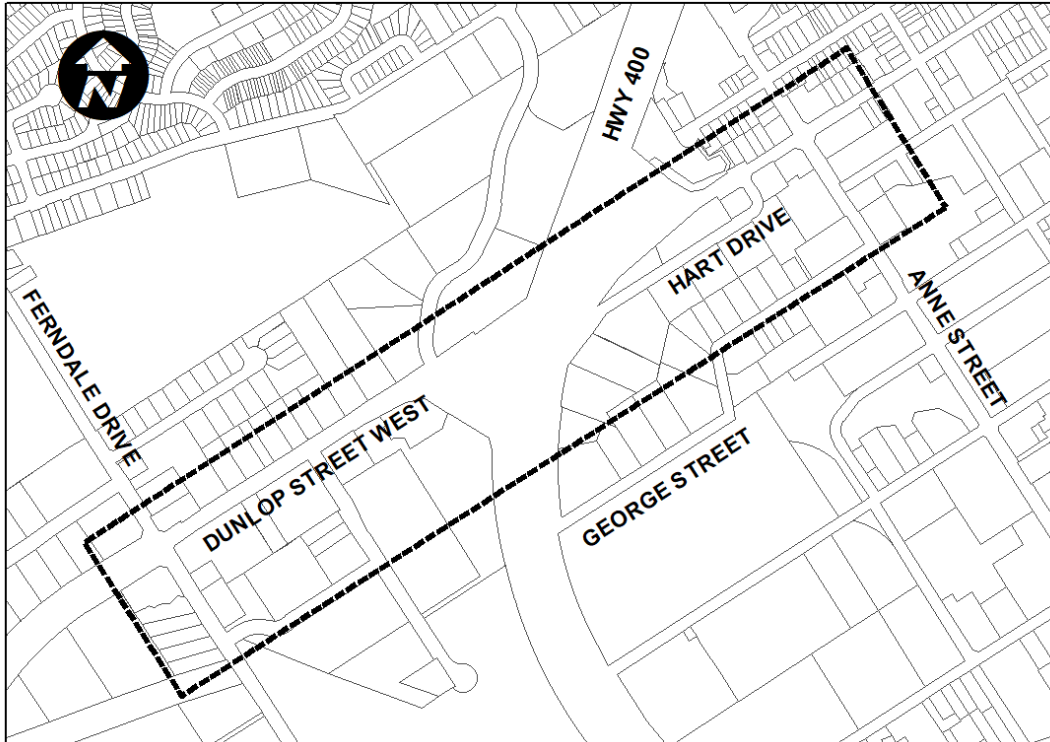 N
HWY 400
HART DRIVE
FERNDALE DRIVE
ANNE STREET
DUNLOP STREET WEST
GEORGE STREET